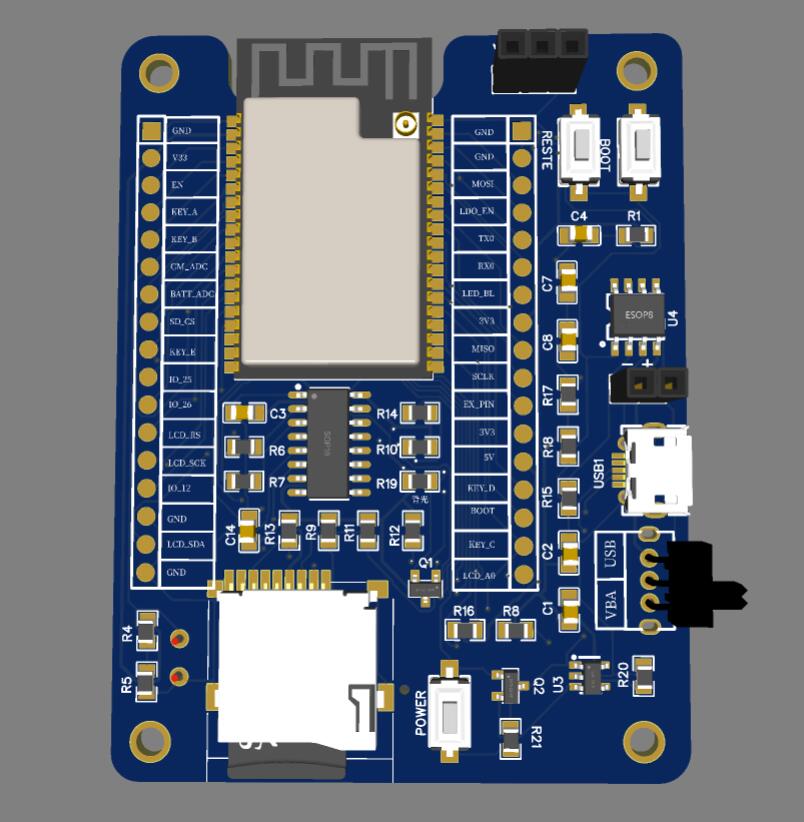 GND
V33
EN
KEY_A
KEY_B
CM_ADC
BATT_ADC
SD_CS
KEY_E
IO_25
IO_26
LCD_RS
LCD_SCK
IO_12
GND
LCD_SDA
GND
GND
GND
MOSI
LDO_EN
TX0
RX0
LED_BL
3V3
MISO
SCLK
EX_PIN
3V3
5V
KEY_D
BOOT
KEY_C
LCD_A0
RESTE
BOOT
C4
R1
C7
ESOP8
U4
C8
- +
R17
C3
R14
R6
R10
R7
R19
背光
SOP16
R18
USB1
R15
C14
R13
R9
R11
R12
C2
USB
VBA
Q1
C1
R16
R8
R4
R5
POWER
Q2
U3
R20
R21